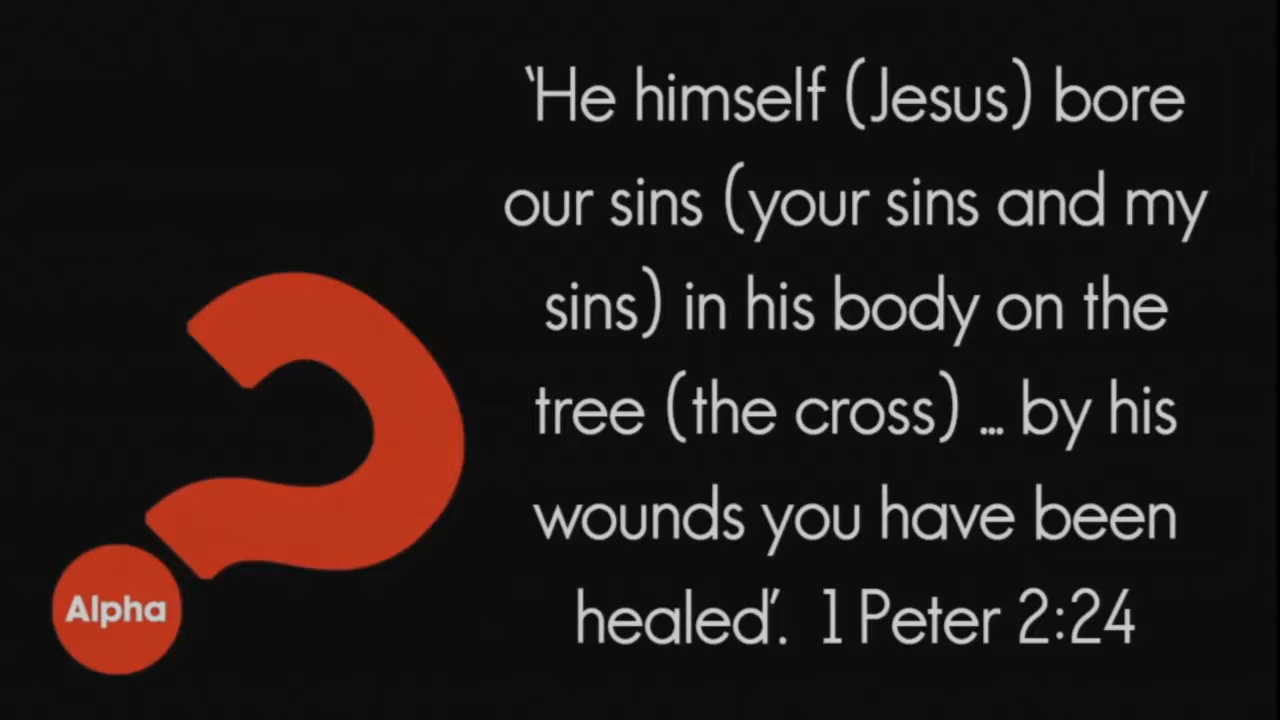 ‘He himself (Jesus) bore
our sins (your sins and my
sins) in his body on the
tree (the cross) ... by his
wounds you have been
healed’. 1 Peter 2:24
Alpha